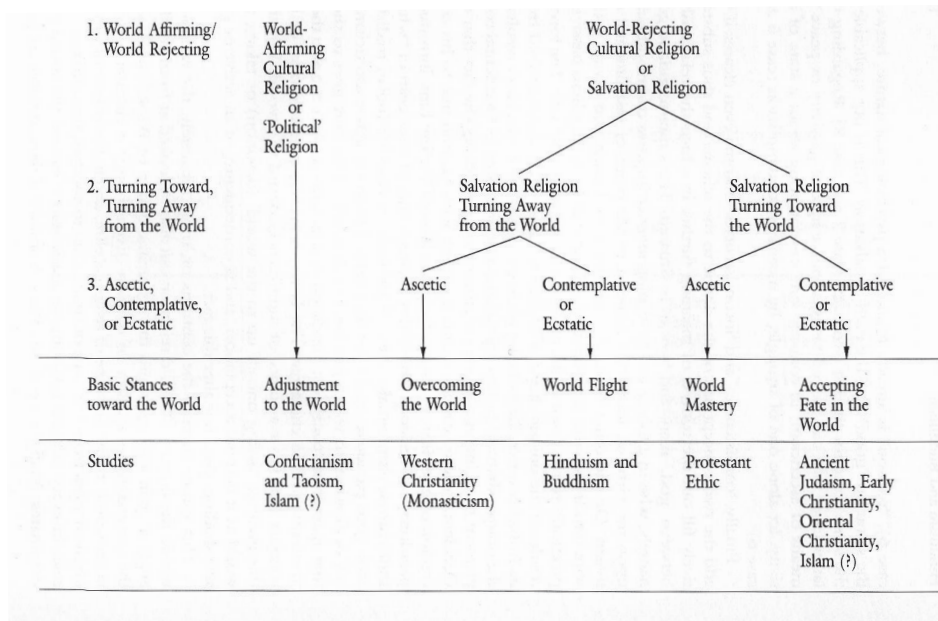 1. World Affirming/
World Rejecting
World-
Affirming
Cultural
Religion
or
‘Political’
Religion
World-Rejecting
Cultural Religion
or
Salvation Religion
2. Turning Toward,
Turning Away
from the World
Salvation Religion
Turning Away
from the World
Salvation Religion
Turning Toward
the World
3. Ascetic,
Contemplative,
or Ecstatic
Ascetic
Contemplative
or
Ecstatic
Ascetic
Contemplative
or
Ecstatic
Basic Stances
toward the World
Adjustment
to the World
Overcoming
the World
World Flight
World
Mastery
Accepting
Fate in the
World
Studies
Confucianism
and Taoism,
Islam (?)
Western
Christianity
(Monasticism)
Hinduism and
Buddhism
Protestant
Ethic
Ancient
Judaism, Early
Christianity,
Oriental
Christianity,
Islam (?)